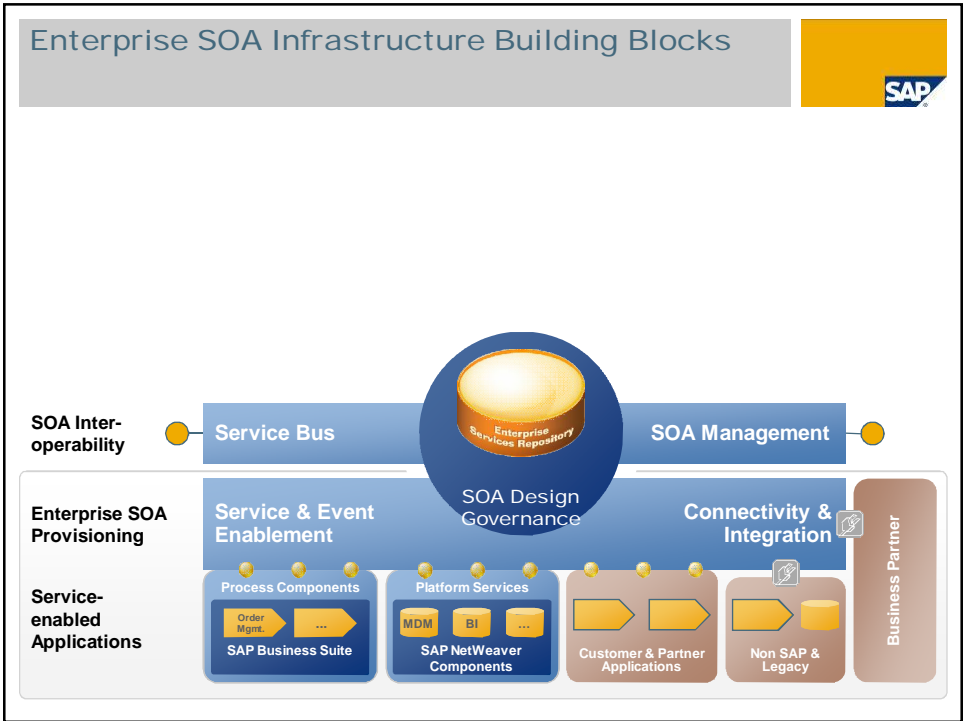 Enterprise SOA Infrastructure Building Blocks
SAP
SOA Inter-
operability
Service Bus
Enterprise
Services Repository
SOA Management
SOA Design
Governance
Enterprise SOA
Provisioning
Service & Event
Enablement
Connectivity &
Integration
Business Partner
Service-
enabled
Applications
Process Components
Order
Mgmt.
...
SAP Business Suite
Platform Services
MDM
BI
...
SAP NetWeaver
Components
Customer & Partner
Applications
Non SAP &
Legacy